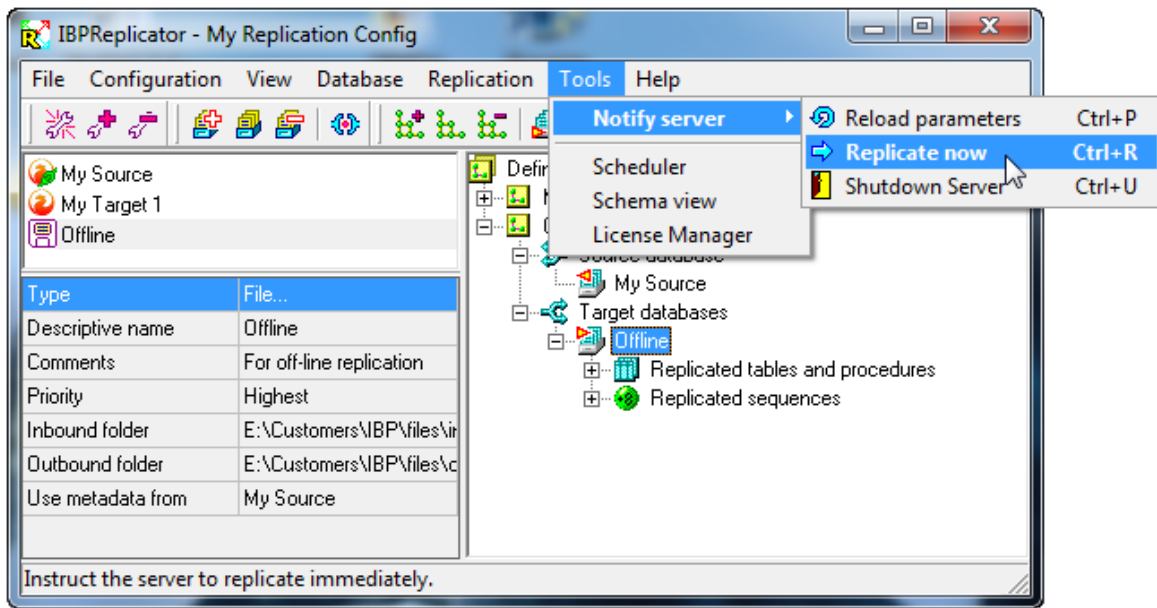 IBPReplicator - My Replication Config
File Configuration View Database Replication Tools Help
Notify server
Scheduler
Schema view
License Manager
Reload parameters Ctrl+P
Replicate now Ctrl+R
Shutdown Server Ctrl+U
My Source
My Target 1
Offline
Type File...
Descriptive name Offline
Comments For off-line replication
Priority Highest
Inbound folder E:\Customers\IBP\files\
Outbound folder E:\Customers\IBP\files\
Use metadata from My Source
Source database
My Source
Target databases
Offline
Replicated tables and procedures
Replicated sequences
Instruct the server to replicate immediately.